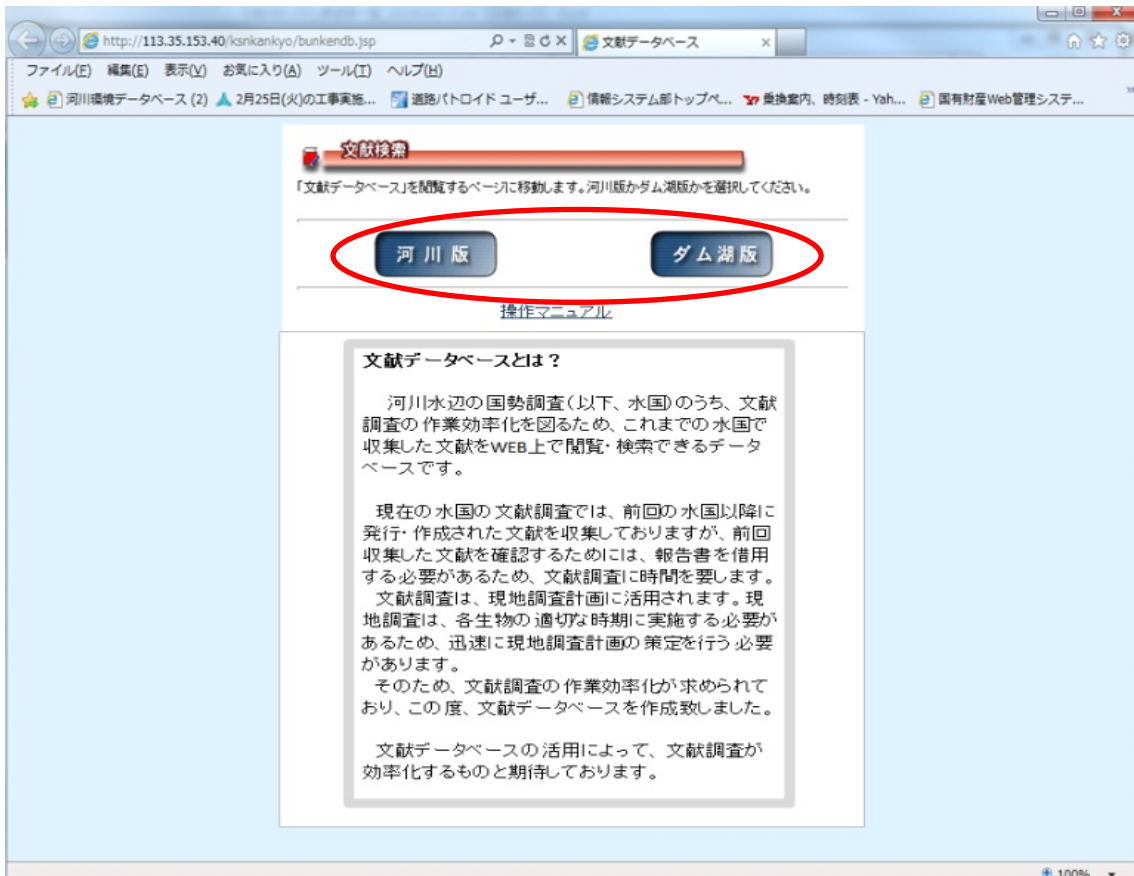 http://113.35.153.40/ksnkankyo/bunkendb.jsp
文献データベース
ファイル(F) 編集(E) 表示(V) お気に入り(A) ツール(T) ヘルプ(H)
河川環境データベース (2) 2月25日(火)の工事実施... 道路パトロイド ユーザ... 情報システム部トップペ... 乗換案内、時刻表 - Yah... 国有財産Web管理システ...
文献検索
「文献データベース」を閲覧するページに移動します。河川版かダム湖版かを選択してください。
河川版 ダム湖版
操作マニュアル
文献データベースとは？
河川水辺の国勢調査(以下、水国)のうち、文献
調査の作業効率化を図るため、これまでの水国で
収集した文献をWEB上で閲覧・検索できるデータ
ベースです。
現在の水国の文献調査では、前回の水国以降に
発行・作成された文献を収集しておりますが、前回
収集した文献を確認するためには、報告書を借用
する必要があるため、文献調査に時間を要します。
文献調査は、現地調査計画に活用されます。現
地調査は、各生物の適切な時期に実施する必要が
あるため、迅速に現地調査計画の策定を行う必要
があります。
そのため、文献調査の作業効率化が求められて
おり、この度、文献データベースを作成致しました。
文献データベースの活用によって、文献調査が
効率化するものと期待しております。
100%